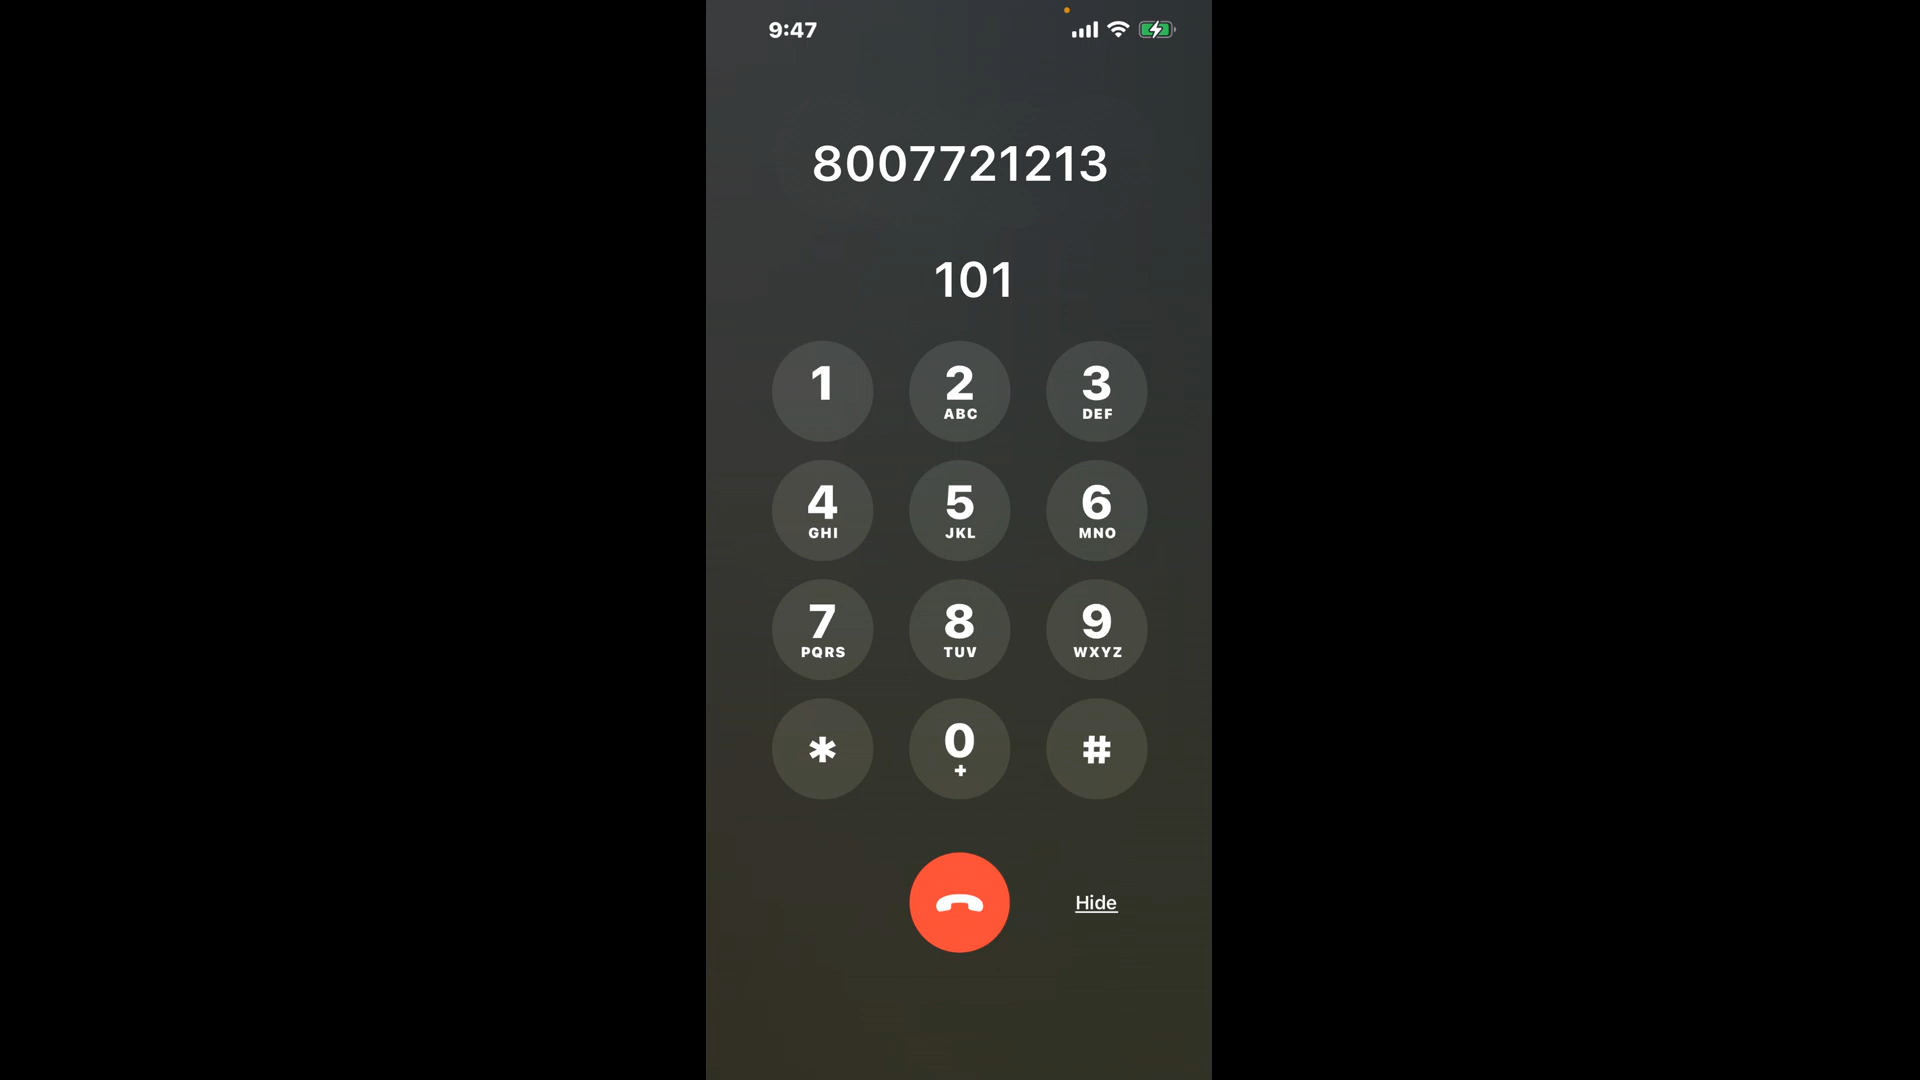 9:47
8007721213
101
1 2 3
ABC DEF
4 5 6
GHI JKL MNO
7 8 9
PQRS TUV WXYZ
* 0 #
+
Hide